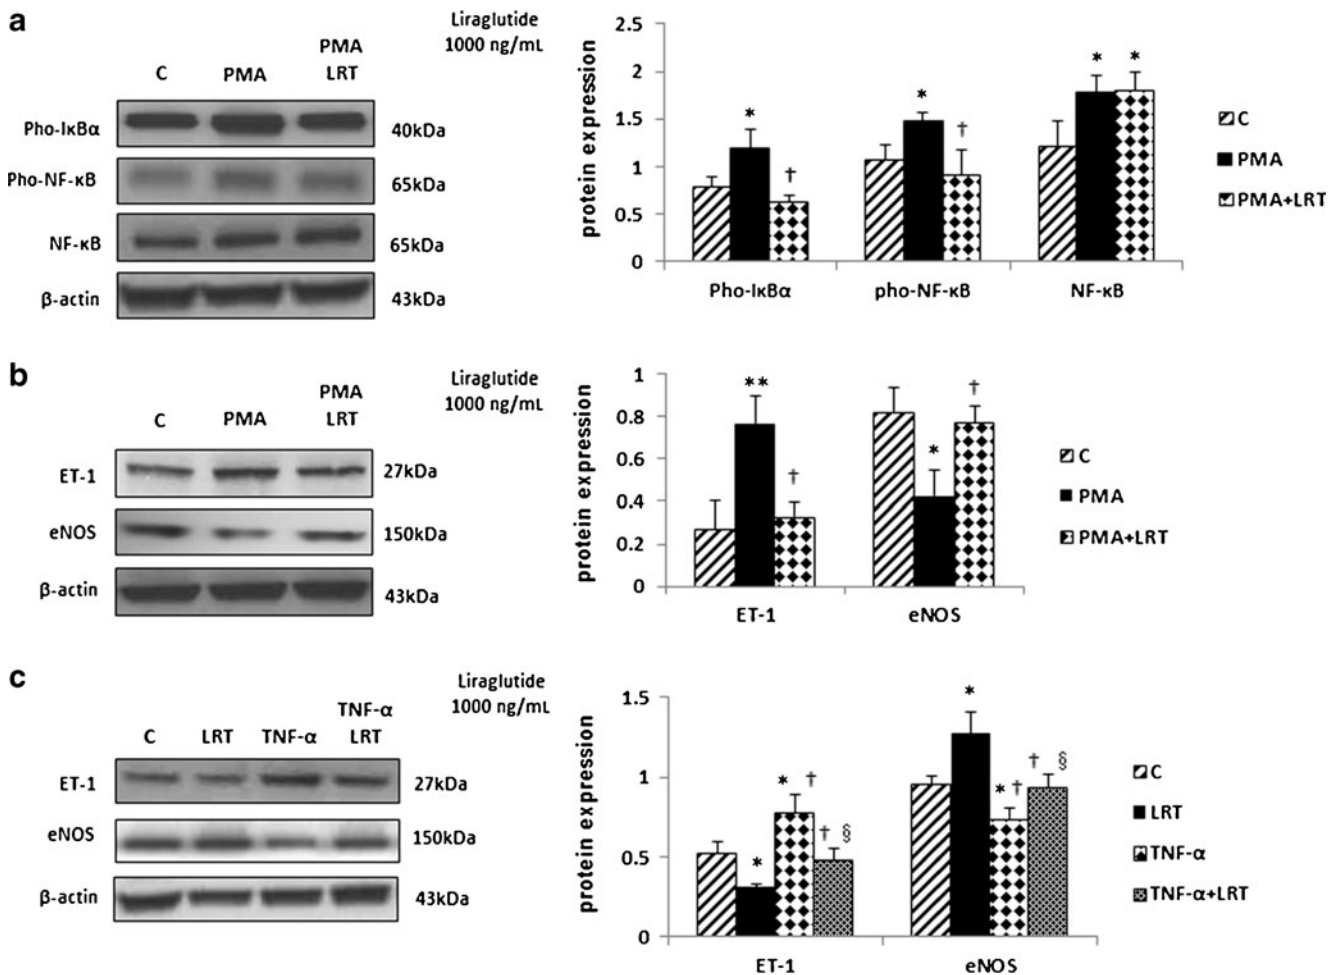 a
Liraglutide
1000 ng/mL
C
PMA
PMA
LRT
Pho-IκBα
40kDa
Pho-NF-κB
65kDa
NF-κB
65kDa
β-actin
43kDa
protein expression
2.5
2
1.5
1
0.5
0
*
†
*
†
*
*
Pho-IκBα
pho-NF-κB
NF-κB
C
PMA
PMA+LRT
b
Liraglutide
1000 ng/mL
C
PMA
PMA
LRT
ET-1
27kDa
eNOS
150kDa
β-actin
43kDa
protein expression
1
0.8
0.6
0.4
0.2
0
**
†
*
†
ET-1
eNOS
C
PMA
PMA+LRT
c
Liraglutide
1000 ng/mL
C
LRT
TNF-α
TNF-α
LRT
ET-1
27kDa
eNOS
150kDa
β-actin
43kDa
protein expression
1.5
1
0.5
0
*
* †
† §
*
* †
† §
ET-1
eNOS
C
LRT
TNF-α
TNF-α+LRT